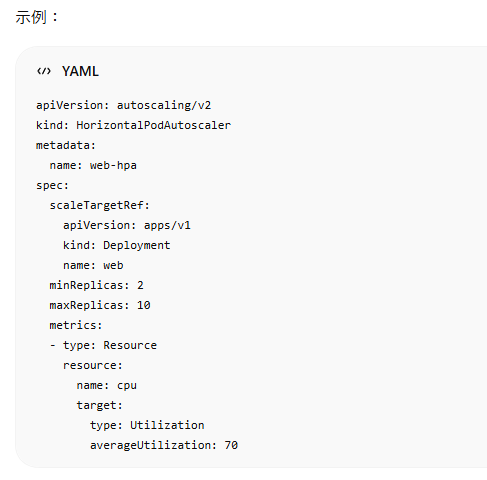 示例：
YAML
apiVersion: autoscaling/v2
kind: HorizontalPodAutoscaler
metadata:
  name: web-hpa
spec:
  scaleTargetRef:
    apiVersion: apps/v1
    kind: Deployment
    name: web
  minReplicas: 2
  maxReplicas: 10
  metrics:
  - type: Resource
    resource:
      name: cpu
      target:
        type: Utilization
        averageUtilization: 70